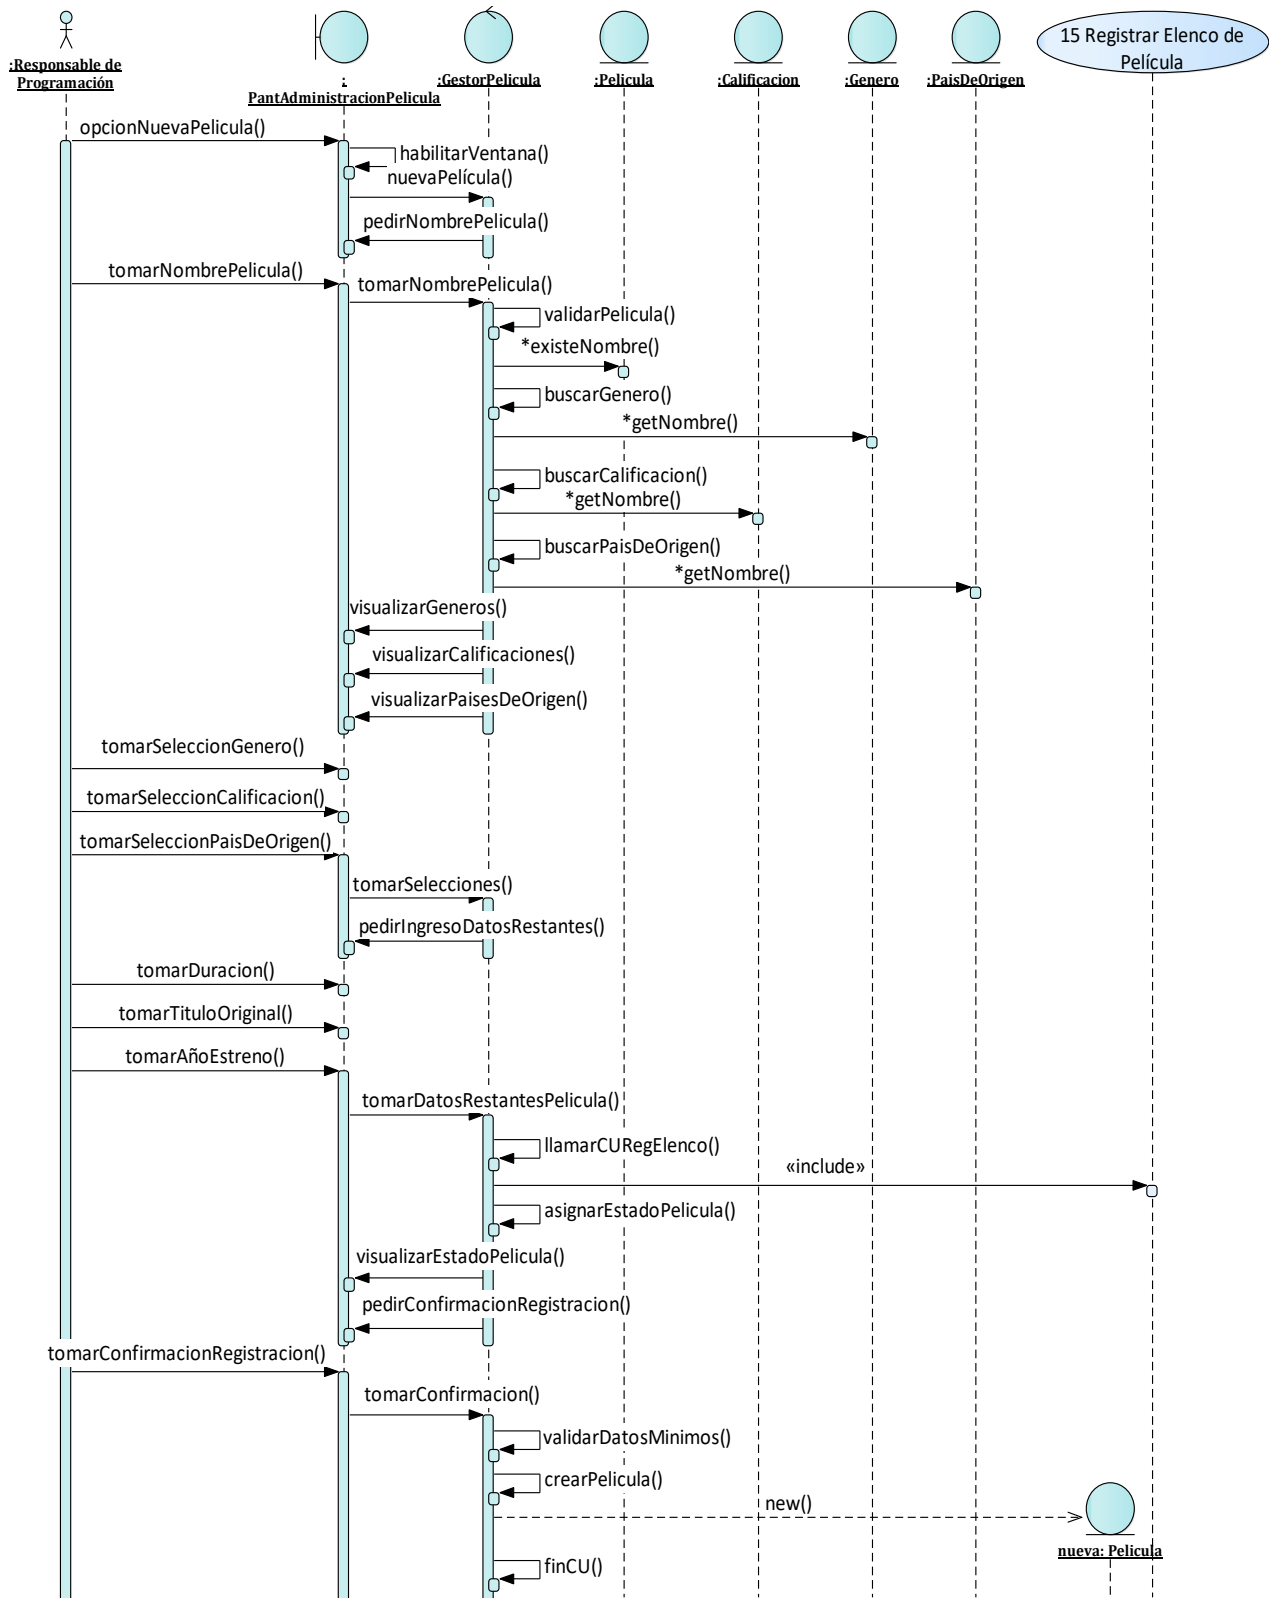 :Responsable de
Programación
:
PantAdministracionPelicula
:GestorPelicula
:Pelicula
:Calificacion
:Genero
:PaisDeOrigen
15 Registrar Elenco de
Película
opcionNuevaPelicula()
habilitarVentana()
nuevaPelícula()
pedirNombrePelicula()
tomarNombrePelicula()
tomarNombrePelicula()
validarPelicula()
*existeNombre()
buscarGenero()
*getNombre()
buscarCalificacion()
*getNombre()
buscarPaisDeOrigen()
*getNombre()
visualizarGeneros()
visualizarCalificaciones()
visualizarPaisesDeOrigen()
tomarSeleccionGenero()
tomarSeleccionCalificacion()
tomarSeleccionPaisDeOrigen()
tomarSelecciones()
pedirIngresoDatosRestantes()
tomarDuracion()
tomarTituloOriginal()
tomarAñoEstreno()
tomarDatosRestantesPelicula()
llamarCURegElenco()
«include»
asignarEstadoPelicula()
visualizarEstadoPelicula()
pedirConfirmacionRegistracion()
tomarConfirmacionRegistracion()
tomarConfirmacion()
validarDatosMinimos()
crearPelicula()
new()
nueva: Pelicula
finCU()